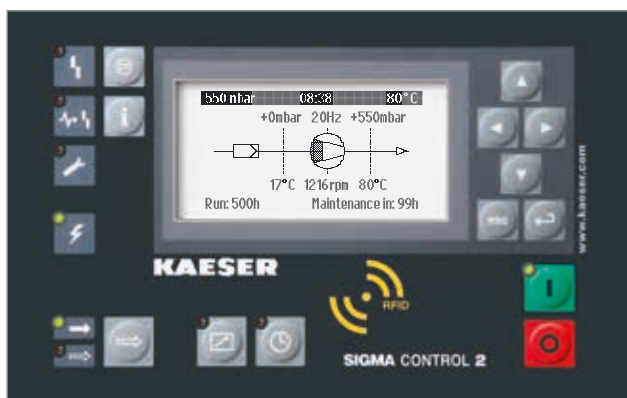 550 mbar 08:38 80°C
+0mbar 20Hz +550mbar
17°C 1216rpm 80°C
Run: 500h Maintenance in: 99h
i
esc
www.kaeser.com
KAESER
RFID
I
O
SIGMA CONTROL 2